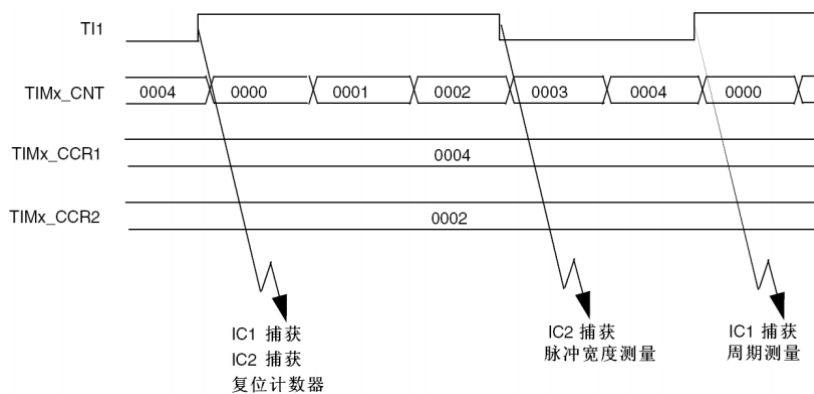 TI1
TIMx_CNT
0004 0000 0001 0002 0003 0004 0000
TIMx_CCR1
0004
TIMx_CCR2
0002
IC1 捕获
IC2 捕获
复位计数器
IC2 捕获
脉冲宽度测量
IC1 捕获
周期测量